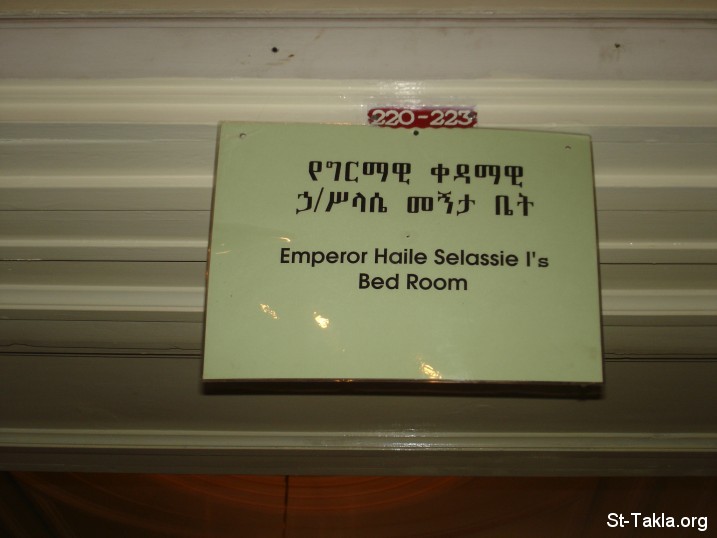 220-223
የግርማዊ ቀዳማዊ
ኃ/ሥላሴ መኝታ ቤት
Emperor Haile Selassie I's
Bed Room
St-Takla.org